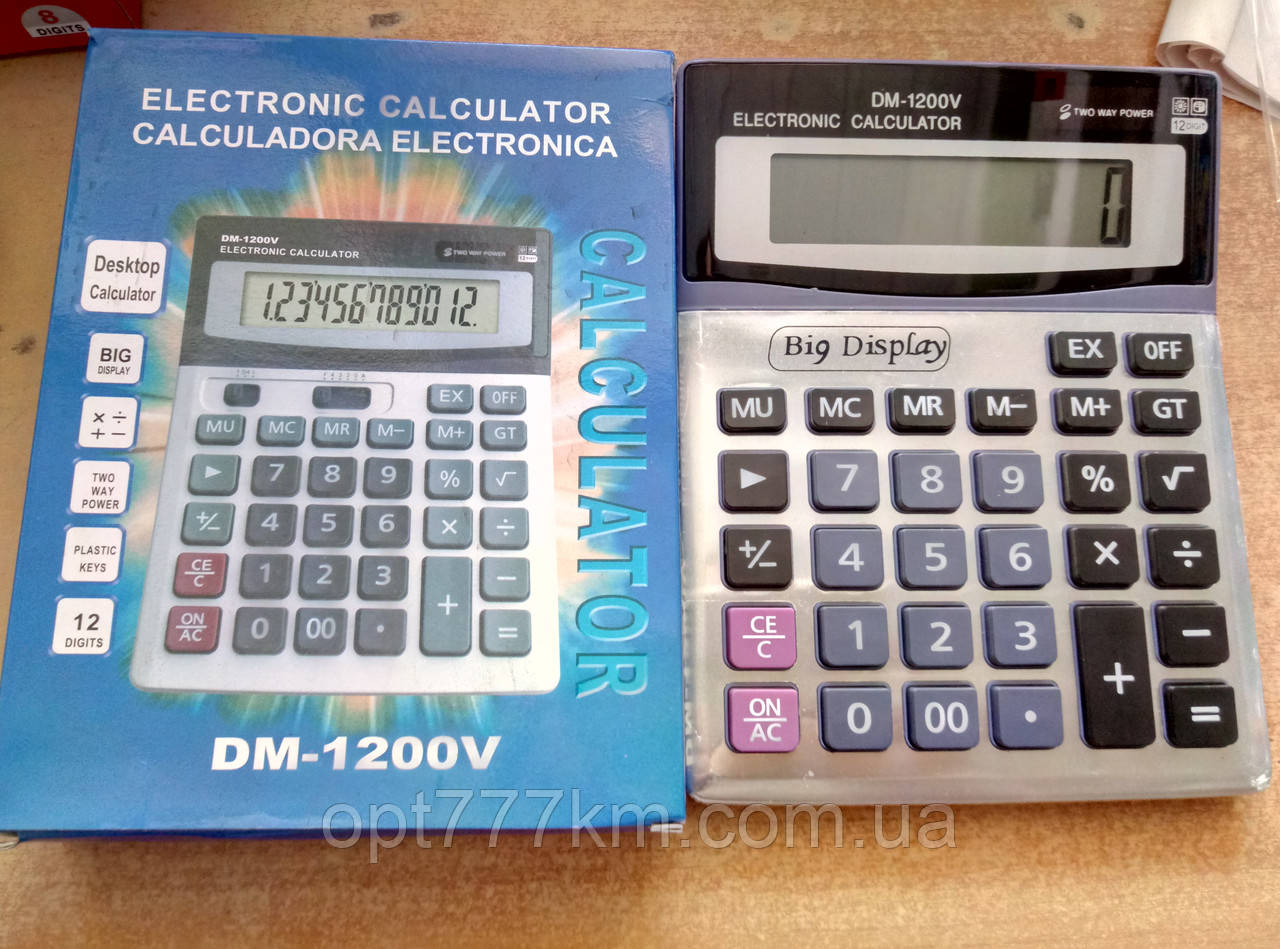 8
DIGITS
ELECTRONIC CALCULATOR
CALCULADORA ELECTRONICA
Desktop
Calculator
BIG
DISPLAY
× ÷
+ −
TWO
WAY
POWER
PLASTIC
KEYS
12
DIGITS
DM-1200V
ELECTRONIC CALCULATOR
TWO WAY POWER
123456789012.
EX OFF
MU MC MR M− M+ GT
▶ 7 8 9 % √
+/− 4 5 6 × ÷
CE/C 1 2 3 + −
ON/AC 0 00 · =
CALCULATOR
DM-1200V
DM-1200V
ELECTRONIC CALCULATOR
TWO WAY POWER
12 DIGIT
0
Big Display
EX OFF
MU MC MR M− M+ GT
▶ 7 8 9 % √
+/− 4 5 6 × ÷
CE/C 1 2 3 + −
ON/AC 0 00 · =
opt777km.com.ua